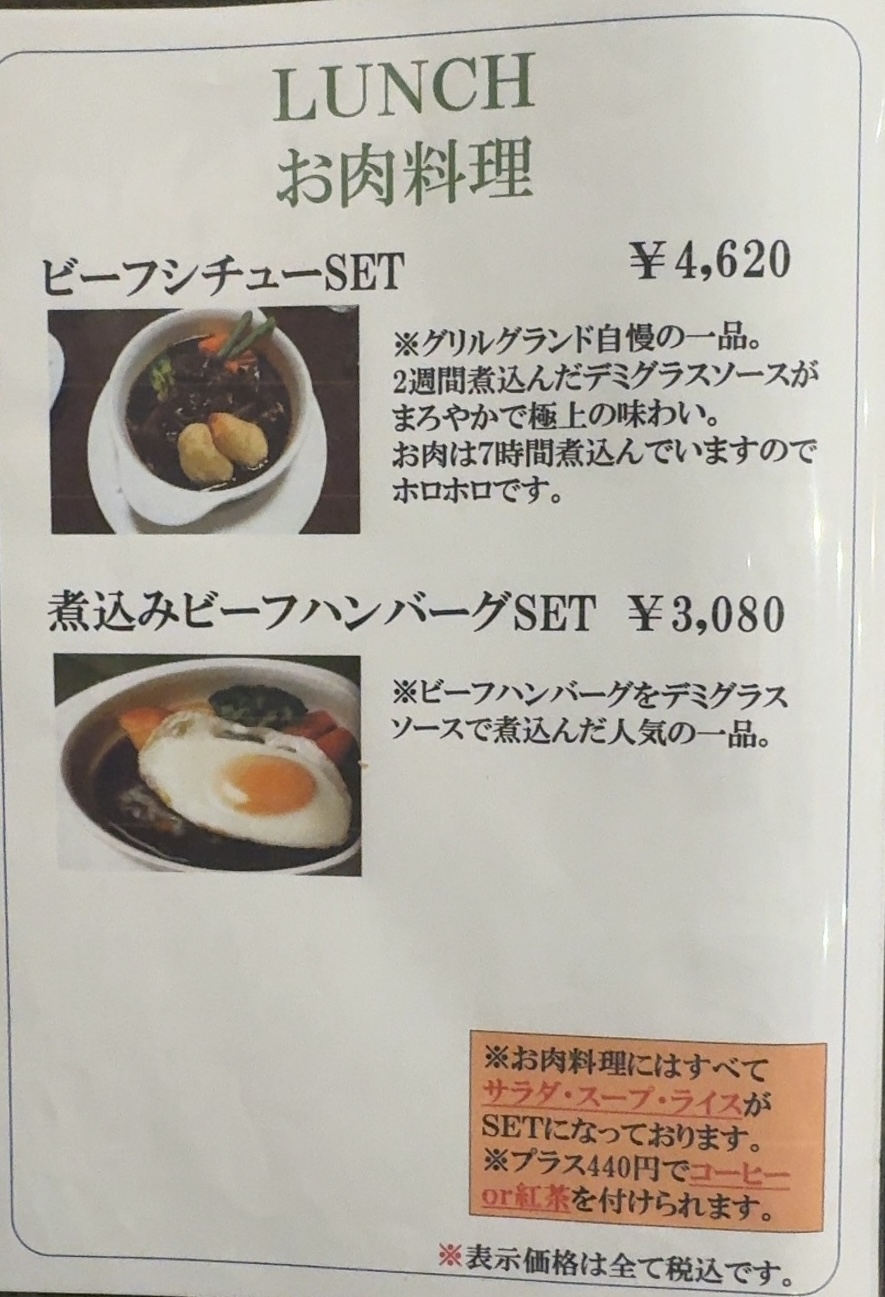 LUNCH
お肉料理
ビーフシチューSET ￥4,620
※グリルグランド自慢の一品。
2週間煮込んだデミグラスソースが
まろやかで極上の味わい。
お肉は7時間煮込んでいますので
ホロホロです。
煮込みビーフハンバーグSET ￥3,080
※ビーフハンバーグをデミグラス
ソースで煮込んだ人気の一品。
※お肉料理にはすべて
サラダ・スープ・ライスが
SETになっております。
※プラス440円でコーヒー
or紅茶を付けられます。
※表示価格は全て税込です。